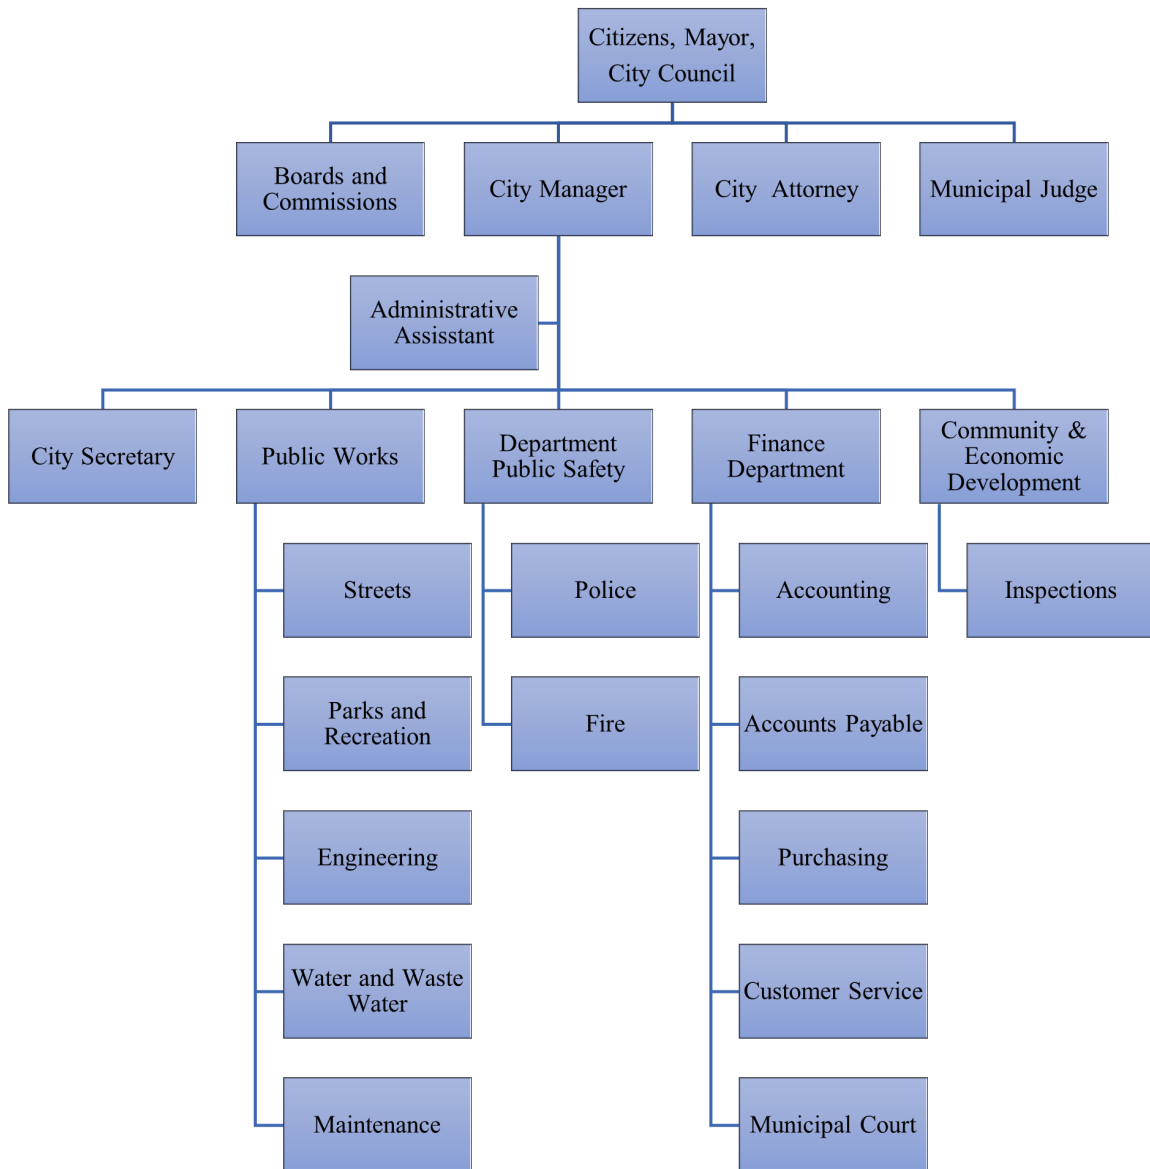 Citizens, Mayor,
City Council
Boards and
Commissions
City Manager
City Attorney
Municipal Judge
Administrative
Assisstant
City Secretary
Public Works
Department
Public Safety
Finance
Department
Community &
Economic
Development
Streets
Police
Accounting
Inspections
Parks and
Recreation
Fire
Accounts Payable
Engineering
Purchasing
Water and Waste
Water
Customer Service
Maintenance
Municipal Court